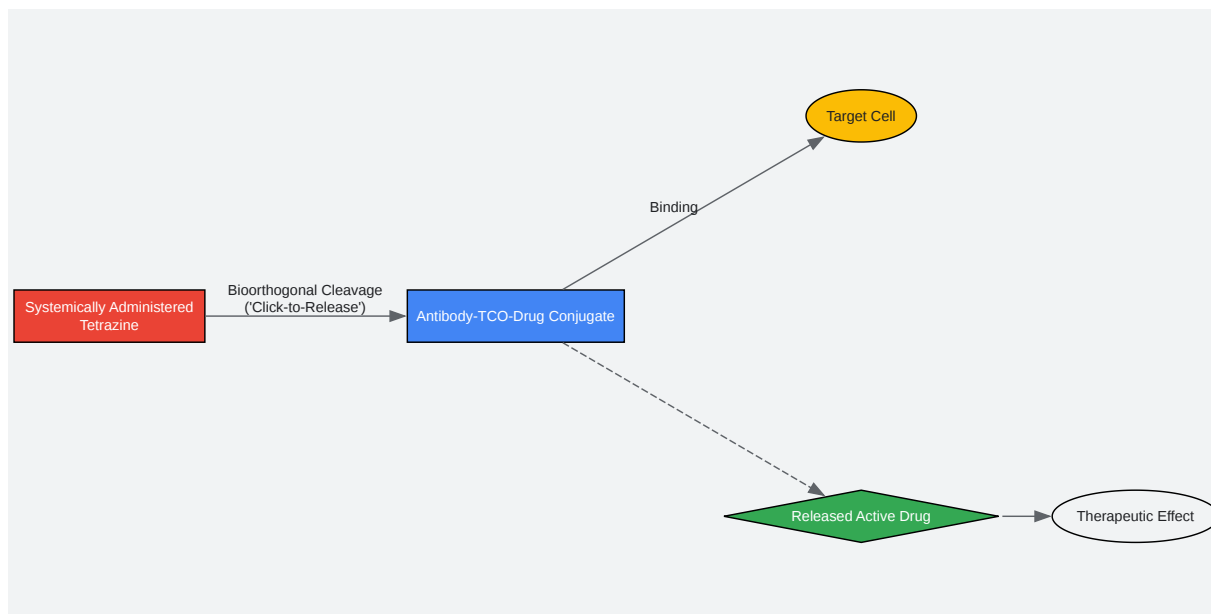 Target Cell
Binding
Bioorthogonal Cleavage
('Click-to-Release')
Systemically Administered
Tetrazine
Antibody-TCO-Drug Conjugate
Released Active Drug
Therapeutic Effect